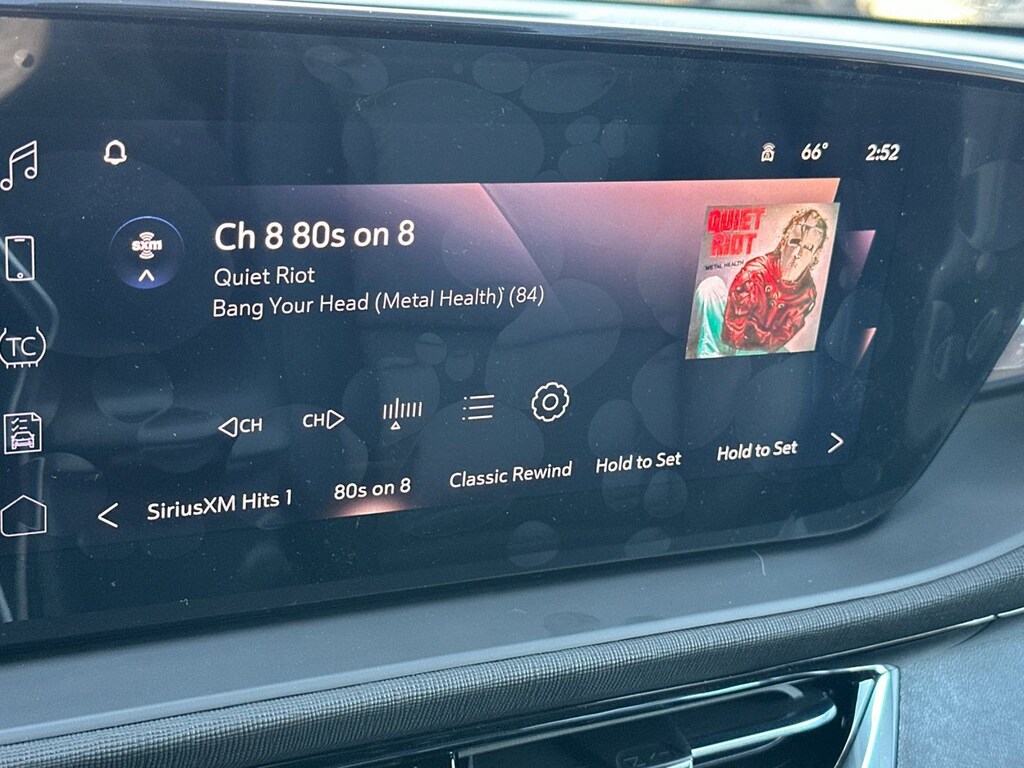 66° 2:52
sxm
Ch 8 80s on 8
Quiet Riot
Bang Your Head (Metal Health) (84)
QUIET
RIOT
METAL HEALTH
TC
CH
CH
SiriusXM Hits 1
80s on 8
Classic Rewind
Hold to Set
Hold to Set